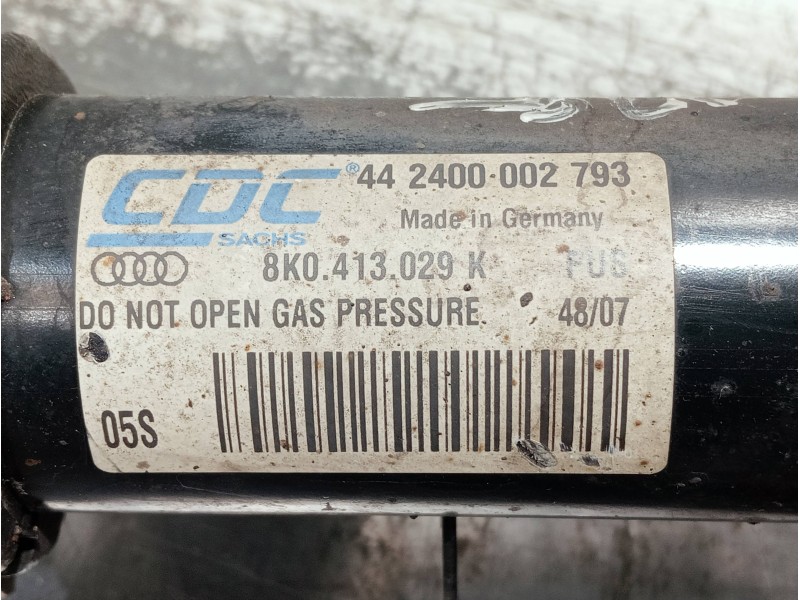 CDC ® 44 2400 002 793
SACHS Made in Germany
8K0.413.029 K PUS
DO NOT OPEN GAS PRESSURE 48/07
05S